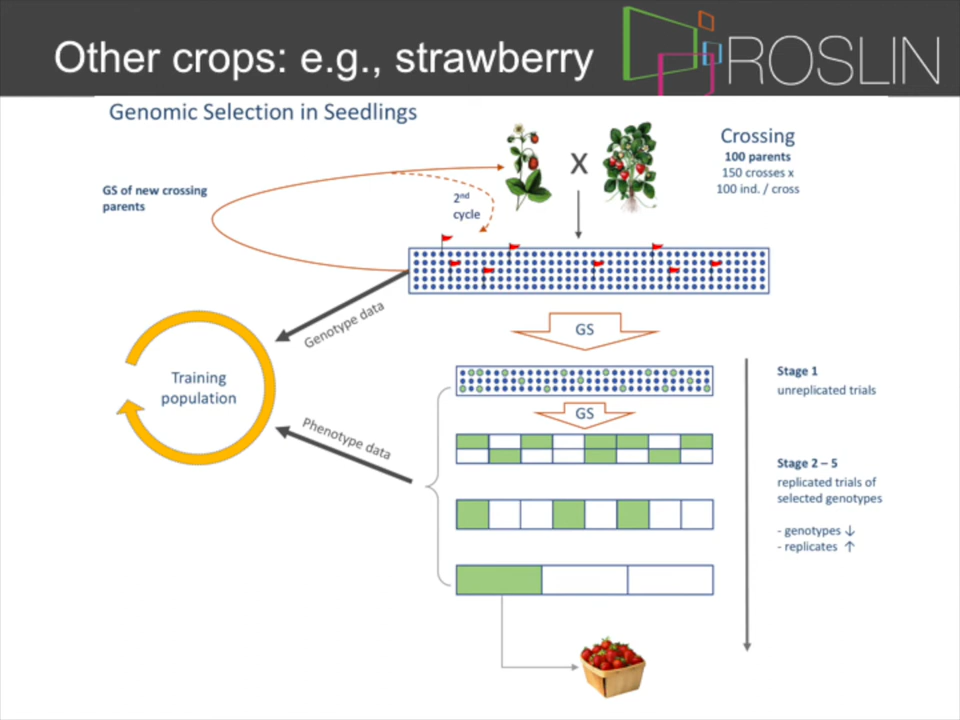 Other crops: e.g., strawberry
ROSLIN
Genomic Selection in Seedlings
Crossing
100 parents
150 crosses x
100 ind. / cross
X
GS of new crossing
parents
2nd
cycle
Genotype data
GS
Training
population
Stage 1
unreplicated trials
GS
Phenotype data
Stage 2 – 5
replicated trials of
selected genotypes
- genotypes ↓
- replicates ↑